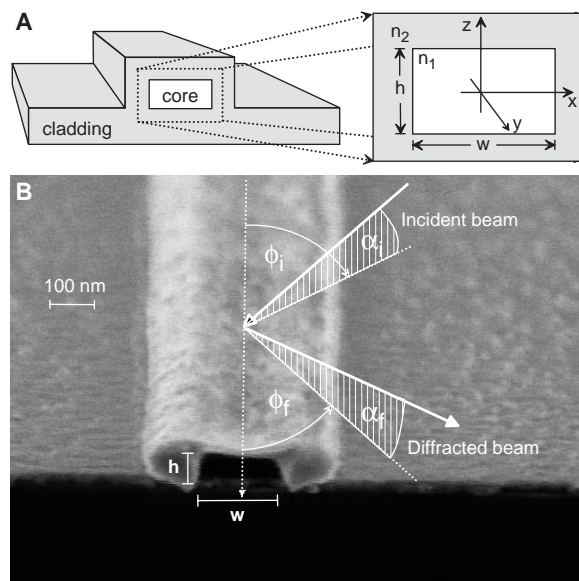 A
core
cladding
n2
n1
z
h
x
y
w
B
ϕi
αi
Incident beam
100 nm
ϕf
αf
Diffracted beam
h
w